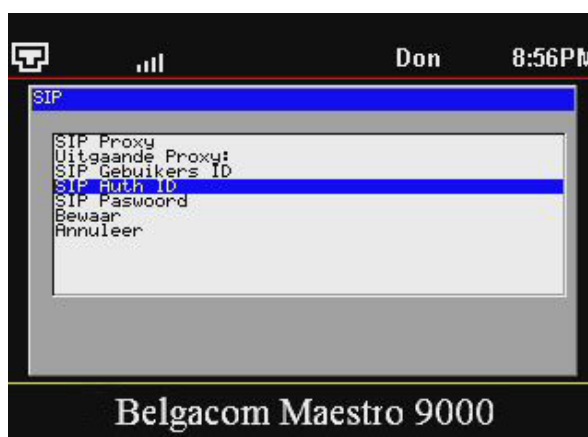 Don 8:56PM
SIP
SIP Proxy
Uitgaande Proxy:
SIP Gebuikers ID
SIP Auth ID
SIP Paswoord
Bewaar
Annuleer
Belgacom Maestro 9000